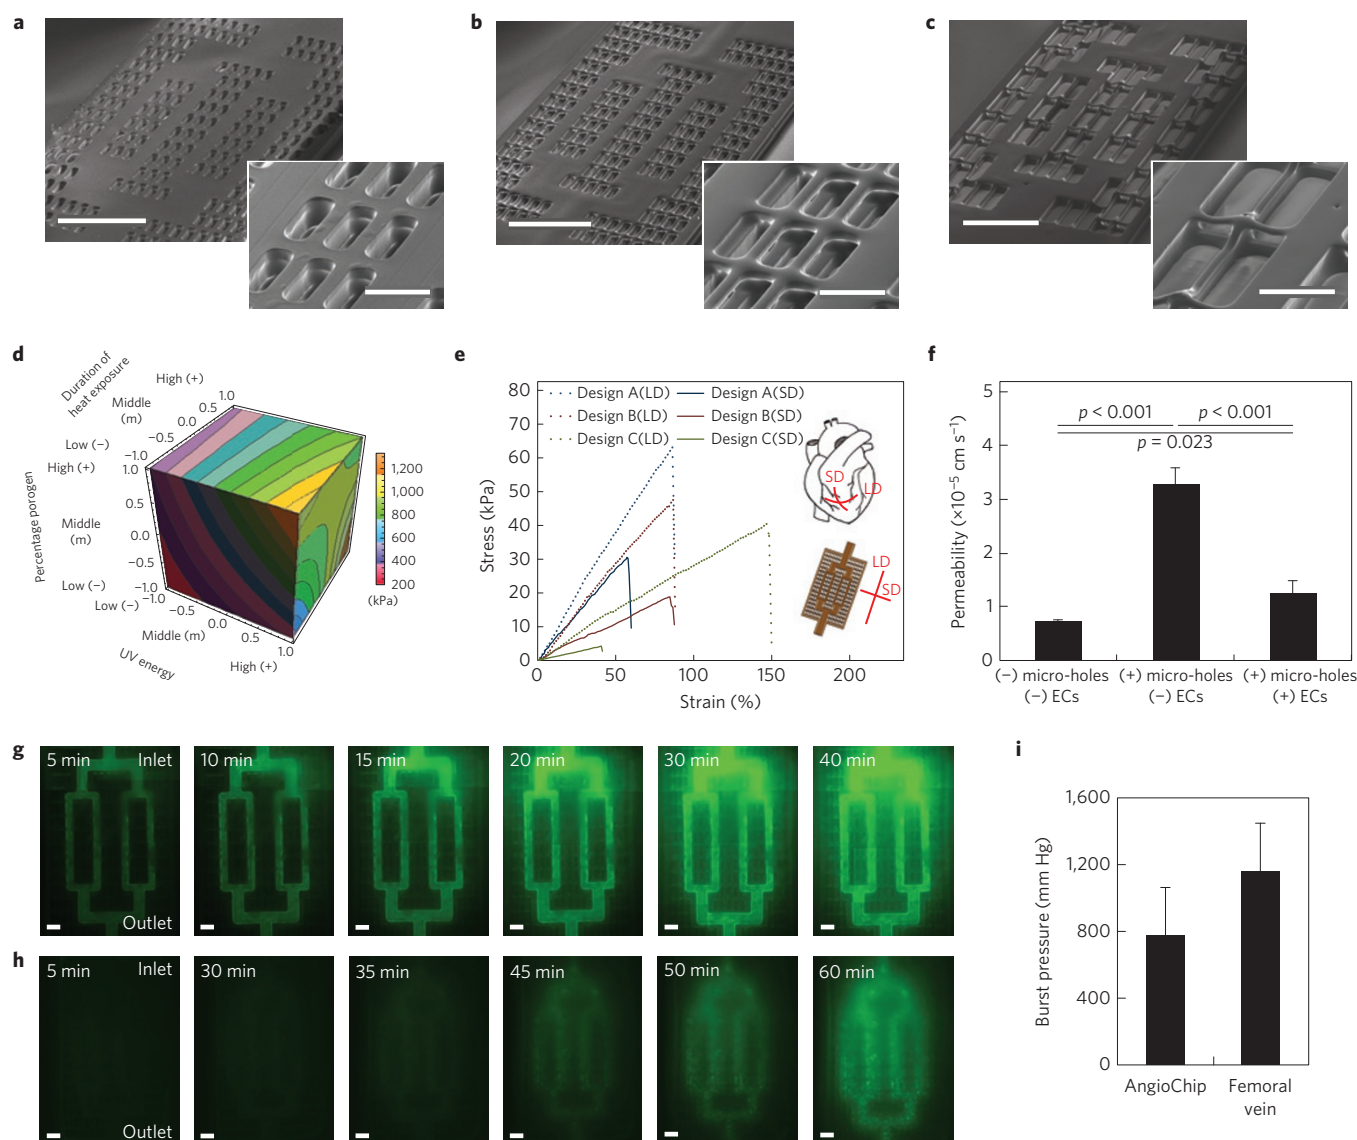 a
b
c
d
Duration of
heat exposure
High (+)
Middle
(m)
Low (−)
1.0
0.5
0.0
−0.5
−1.0
Percentage porogen
High (+)
Middle
(m)
Low (−)
1.0
0.5
0.0
−0.5
−1.0
Low (−)
Middle (m)
High (+)
−1.0
−0.5
0.0
0.5
1.0
UV energy
1,200
1,000
800
600
400
200
(kPa)
e
80
70
60
50
40
30
20
10
0
Stress (kPa)
Design A(LD)
Design B(LD)
Design C(LD)
Design A(SD)
Design B(SD)
Design C(SD)
SD
LD
LD
SD
0
50
100
150
200
Strain (%)
f
5
4
3
2
1
0
Permeability (×10⁻⁵ cm s⁻¹)
p < 0.001
p < 0.001
p = 0.023
(−) micro-holes
(−) ECs
(+) micro-holes
(−) ECs
(+) micro-holes
(+) ECs
g
5 min
Inlet
Outlet
10 min
15 min
20 min
30 min
40 min
h
5 min
Inlet
Outlet
30 min
35 min
45 min
50 min
60 min
i
1,600
1,200
800
400
0
Burst pressure (mm Hg)
AngioChip
Femoral
vein